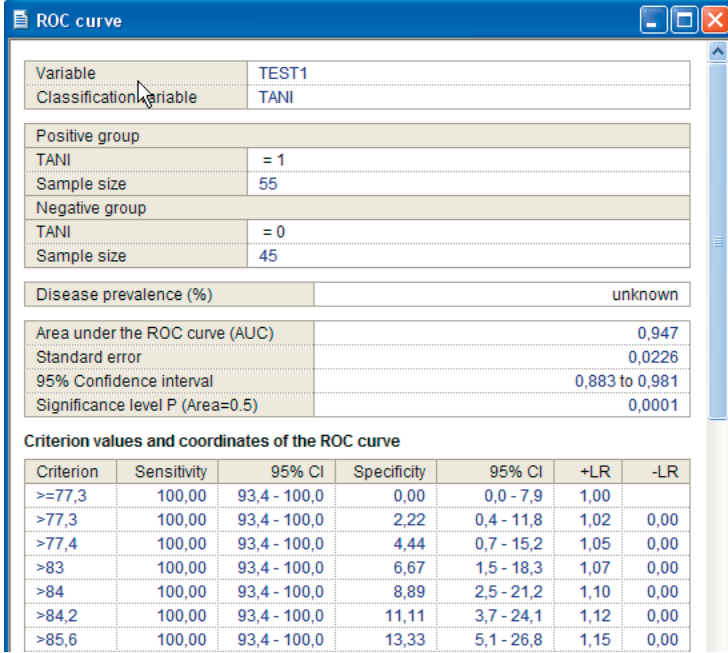 ROC curve
Variable TEST1
Classification variable TANI
Positive group
TANI = 1
Sample size 55
Negative group
TANI = 0
Sample size 45
Disease prevalence (%) unknown
Area under the ROC curve (AUC) 0,947
Standard error 0,0226
95% Confidence interval 0,883 to 0,981
Significance level P (Area=0.5) 0,0001
Criterion values and coordinates of the ROC curve
Criterion Sensitivity 95% CI Specificity 95% CI +LR -LR
>=77,3 100,00 93,4 - 100,0 0,00 0,0 - 7,9 1,00
>77,3 100,00 93,4 - 100,0 2,22 0,4 - 11,8 1,02 0,00
>77,4 100,00 93,4 - 100,0 4,44 0,7 - 15,2 1,05 0,00
>83 100,00 93,4 - 100,0 6,67 1,5 - 18,3 1,07 0,00
>84 100,00 93,4 - 100,0 8,89 2,5 - 21,2 1,10 0,00
>84,2 100,00 93,4 - 100,0 11,11 3,7 - 24,1 1,12 0,00
>85,6 100,00 93,4 - 100,0 13,33 5,1 - 26,8 1,15 0,00